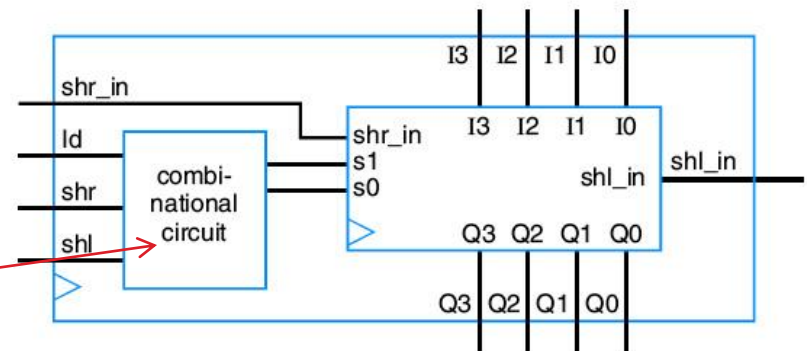 I3 I2 I1 I0
shr_in
ld
shr
shl
combi-
national
circuit
shr_in
s1
s0
I3 I2 I1 I0
shl_in
shl_in
Q3 Q2 Q1 Q0
Q3 Q2 Q1 Q0